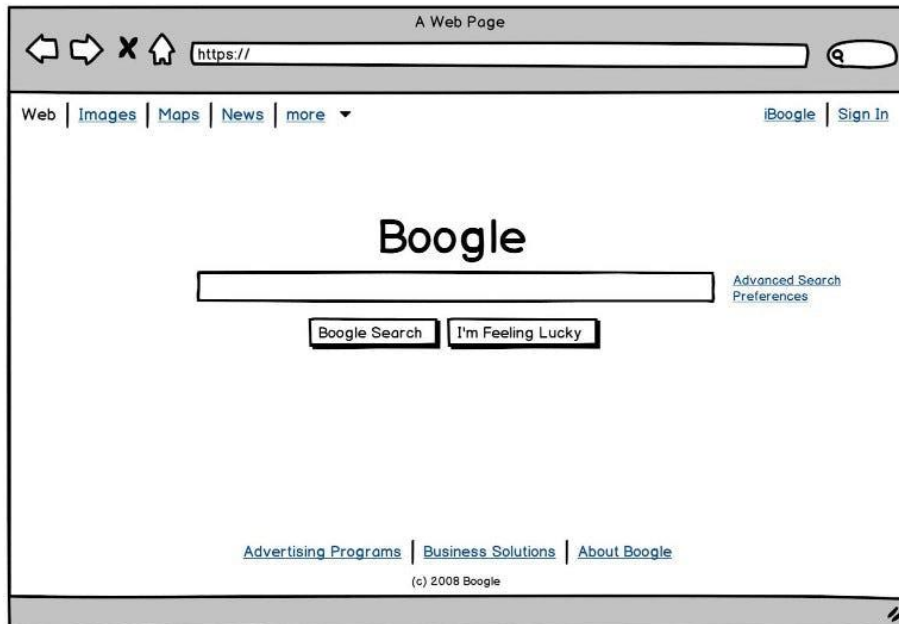 A Web Page
https://
Web Images Maps News more iBoogle Sign In
Boogle
Advanced Search
Preferences
Boogle Search I'm Feeling Lucky
Advertising Programs Business Solutions About Boogle
(c) 2008 Boogle